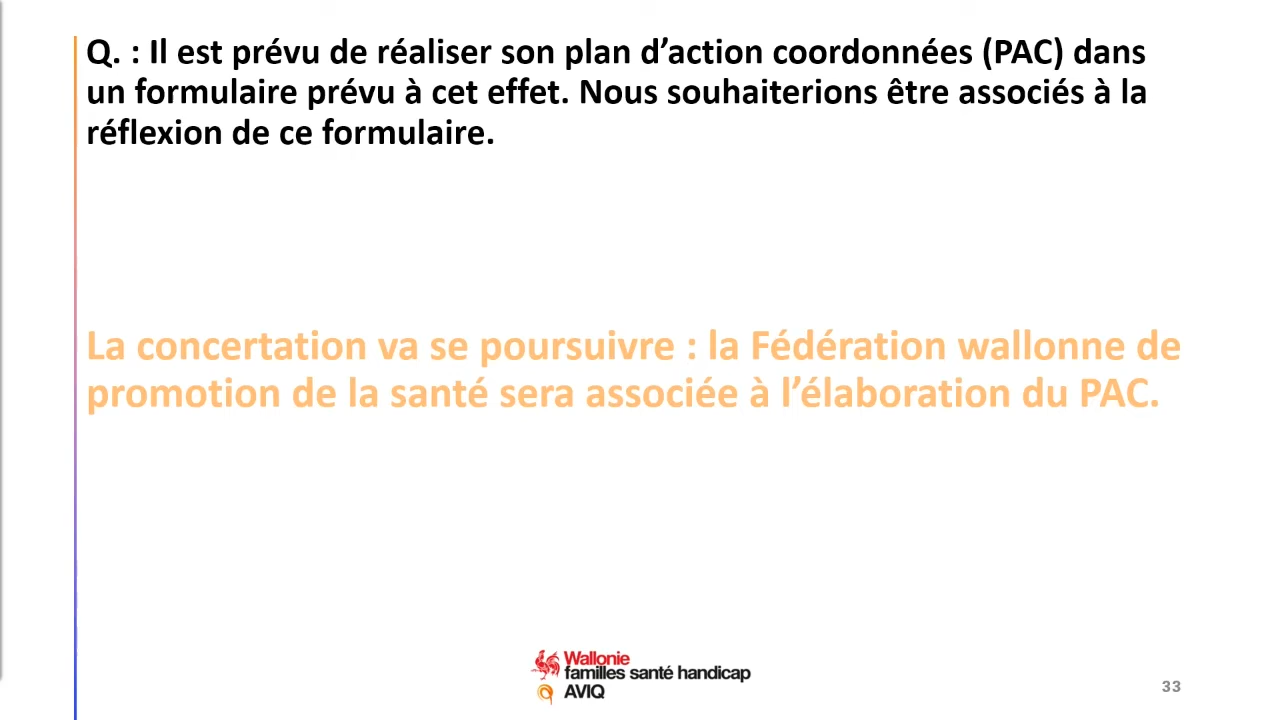 Q. : Il est prévu de réaliser son plan d’action coordonnées (PAC) dans
un formulaire prévu à cet effet. Nous souhaiterions être associés à la
réflexion de ce formulaire.
La concertation va se poursuivre : la Fédération wallonne de
promotion de la santé sera associée à l’élaboration du PAC.
Wallonie
familles santé handicap
AVIQ
33